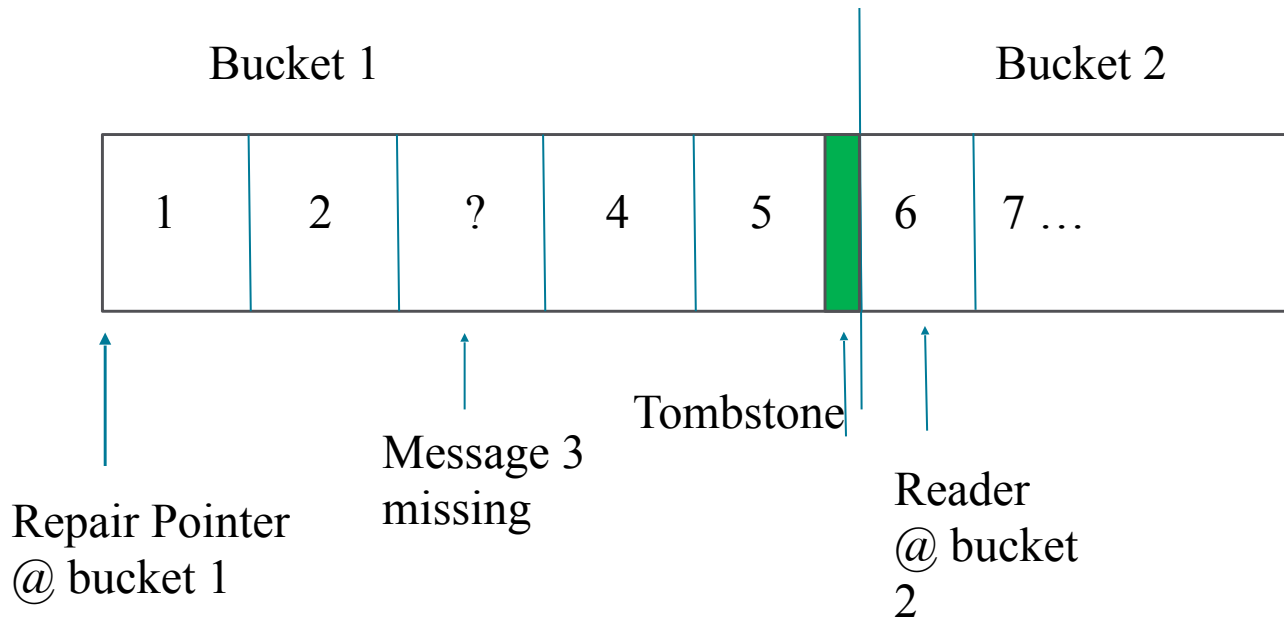 Bucket 1
Bucket 2
1
2
?
4
5
6
7 ...
Tombstone
Message 3
missing
Reader
@ bucket
2
Repair Pointer
@ bucket 1